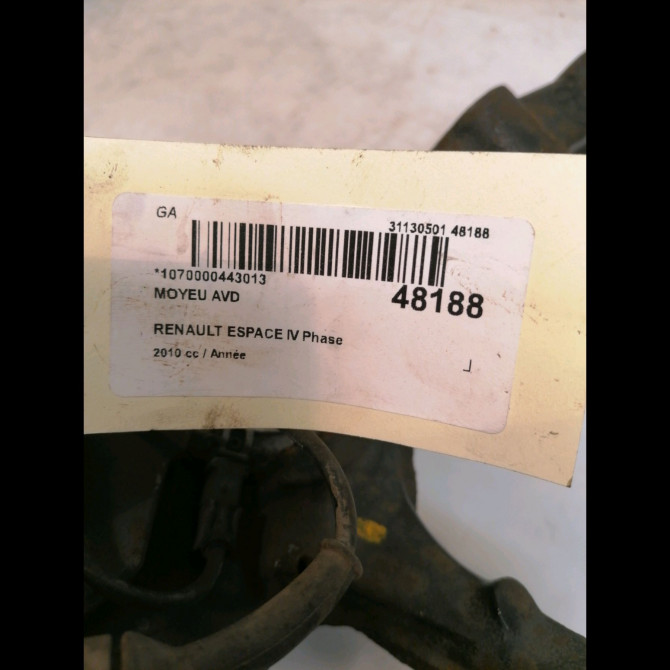 GA
31130501 48188
*1070000443013
48188
MOYEU AVD
RENAULT ESPACE IV Phase
2010 cc / Année